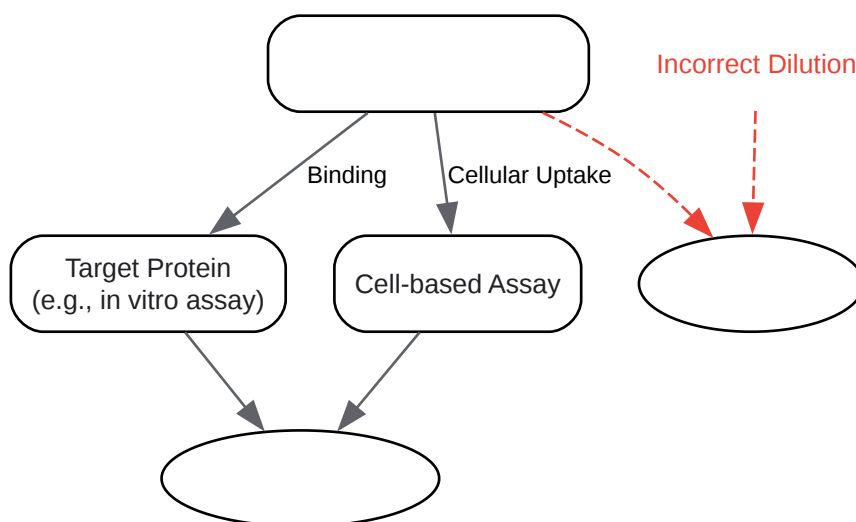 Incorrect Dilution
Binding
Cellular Uptake
Target Protein
(e.g., in vitro assay)
Cell-based Assay